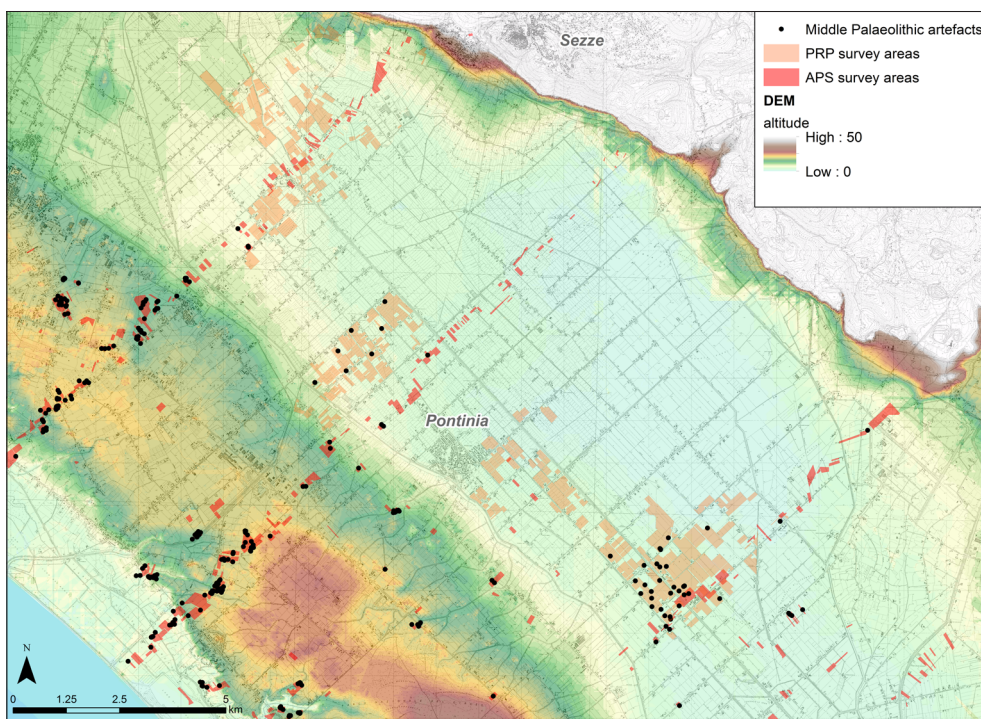 Sezze
Middle Palaeolithic artefacts
PRP survey areas
APS survey areas
DEM
altitude
High : 50
Low : 0
Pontinia
N
0 1.25 2.5 5
km